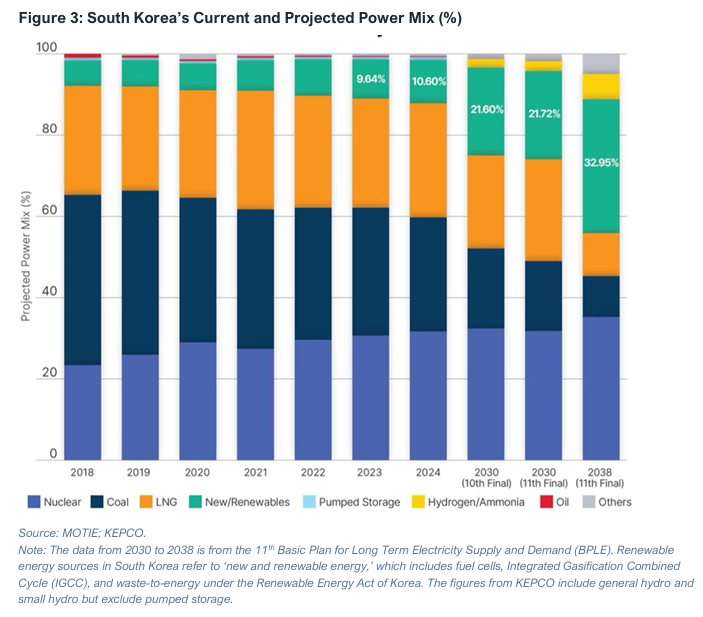 Figure 3: South Korea's Current and Projected Power Mix (%)
100
80
60
40
20
0
Projected Power Mix (%)
9.64%
10.60%
21.60%
21.72%
32.95%
2018 2019 2020 2021 2022 2023 2024 2030 2030 2038
(10th Final) (11th Final) (11th Final)
Nuclear Coal LNG New/Renewables Pumped Storage Hydrogen/Ammonia Oil Others
Source: MOTIE; KEPCO.
Note: The data from 2030 to 2038 is from the 11th Basic Plan for Long Term Electricity Supply and Demand (BPLE). Renewable
energy sources in South Korea refer to 'new and renewable energy,' which includes fuel cells, Integrated Gasification Combined
Cycle (IGCC), and waste-to-energy under the Renewable Energy Act of Korea. The figures from KEPCO include general hydro and
small hydro but exclude pumped storage.